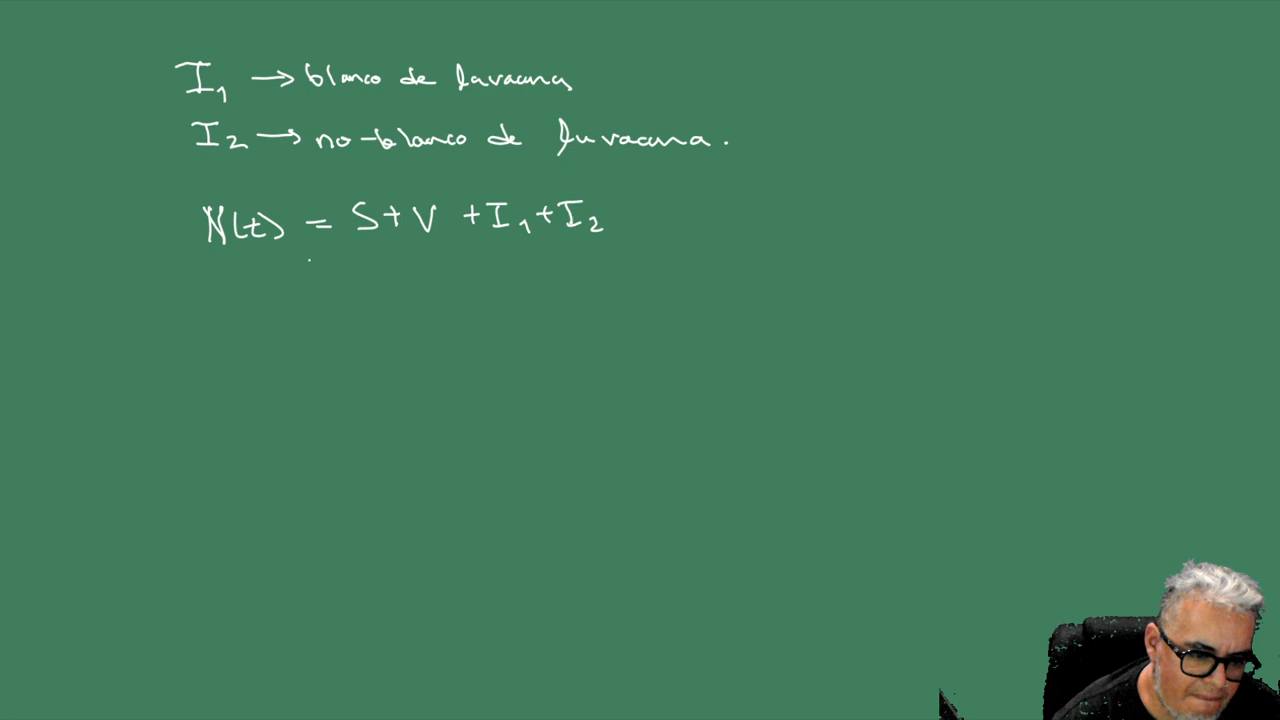 I₁ → blanco de la vacuna
I₂ → no-blanco de la vacuna.
N(t) = S + V + I₁ + I₂